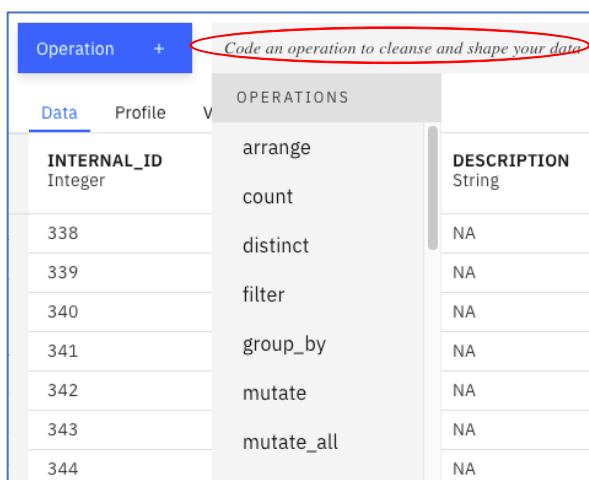 Operation +
Code an operation to cleanse and shape your data
Data Profile V
OPERATIONS
arrange
count
distinct
filter
group_by
mutate
mutate_all
INTERNAL_ID
Integer
338
339
340
341
342
343
344
DESCRIPTION
String
NA
NA
NA
NA
NA
NA
NA